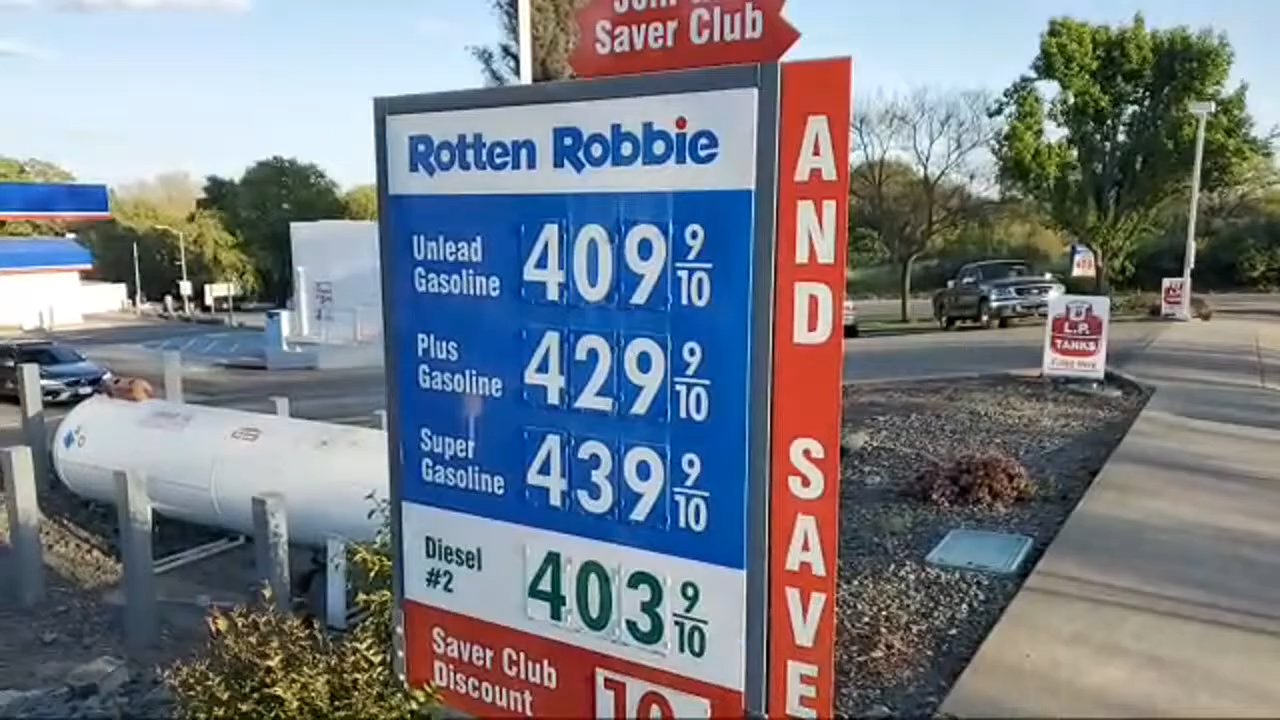 Saver Club
Rotten Robbie
Unlead
Gasoline
409 9/10
Plus
Gasoline
429 9/10
Super
Gasoline
439 9/10
Diesel
#2
403 9/10
Saver Club
Discount
10
AND SAVE
L.P.
TANKS